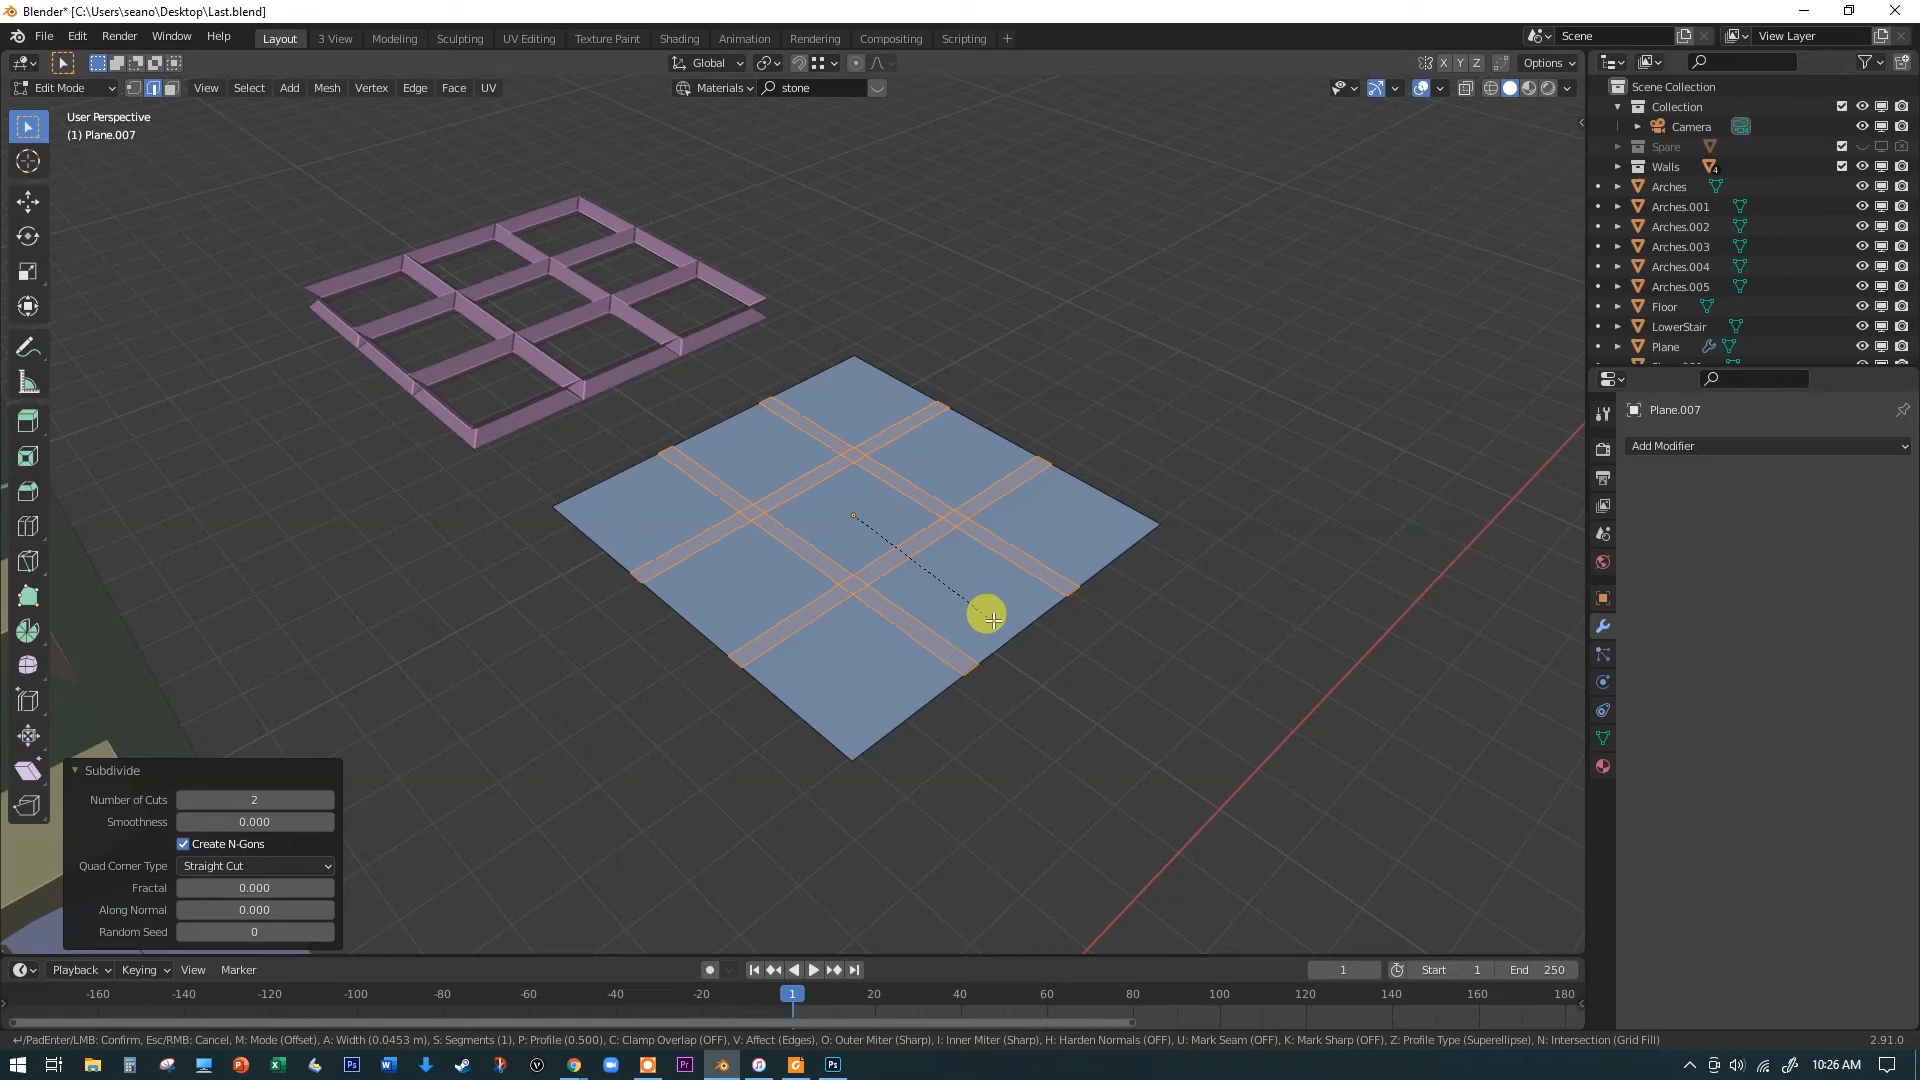 Blender* [C:\Users\seano\Desktop\Last.blend]
File Edit Render Window Help
Layout 3 View Modeling Sculpting UV Editing Texture Paint Shading Animation Rendering Compositing Scripting +
Scene View Layer
Global Options
X Y Z
Edit Mode View Select Add Mesh Vertex Edge Face UV
Materials stone
User Perspective
(1) Plane.007
Scene Collection
Collection
Camera
Spare
Walls 4
Arches
Arches.001
Arches.002
Arches.003
Arches.004
Arches.005
Floor
LowerStair
Plane
Plane.007
Add Modifier
Subdivide
Number of Cuts 2
Smoothness 0.000
Create N-Gons
Quad Corner Type Straight Cut
Fractal 0.000
Along Normal 0.000
Random Seed 0
Playback Keying View Marker
1 Start 1 End 250
-160 -140 -120 -100 -80 -60 -40 -20 1 20 40 60 80 100 120 140 160 180
↵/PadEnter/LMB: Confirm, Esc/RMB: Cancel, M: Mode (Offset), A: Width (0.0453 m), S: Segments (1), P: Profile (0.500), C: Clamp Overlap (OFF), V: Affect (Edges), O: Outer Miter (Sharp), I: Inner Miter (Sharp), H: Harden Normals (OFF), U: Mark Seam (OFF), K: Mark Sharp (OFF), Z: Profile Type (Superellipse), N: Intersection (Grid Fill)
2.91.0
10:26 AM